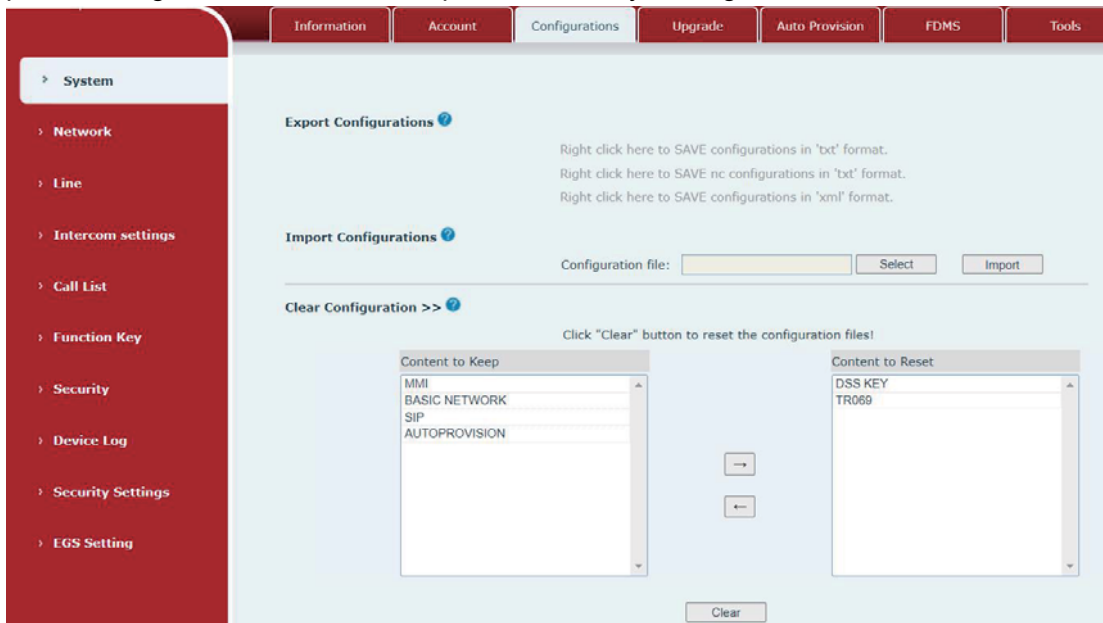 Information Account Configurations Upgrade Auto Provision FDMS Tools
› System
› Network
› Line
› Intercom settings
› Call List
› Function Key
› Security
› Device Log
› Security Settings
› EGS Setting
Export Configurations ?
Right click here to SAVE configurations in 'txt' format.
Right click here to SAVE nc configurations in 'txt' format.
Right click here to SAVE configurations in 'xml' format.
Import Configurations ?
Configuration file: Select Import
Clear Configuration >> ?
Click "Clear" button to reset the configuration files!
Content to Keep
MMI
BASIC NETWORK
SIP
AUTOPROVISION
→
←
Content to Reset
DSS KEY
TR069
Clear